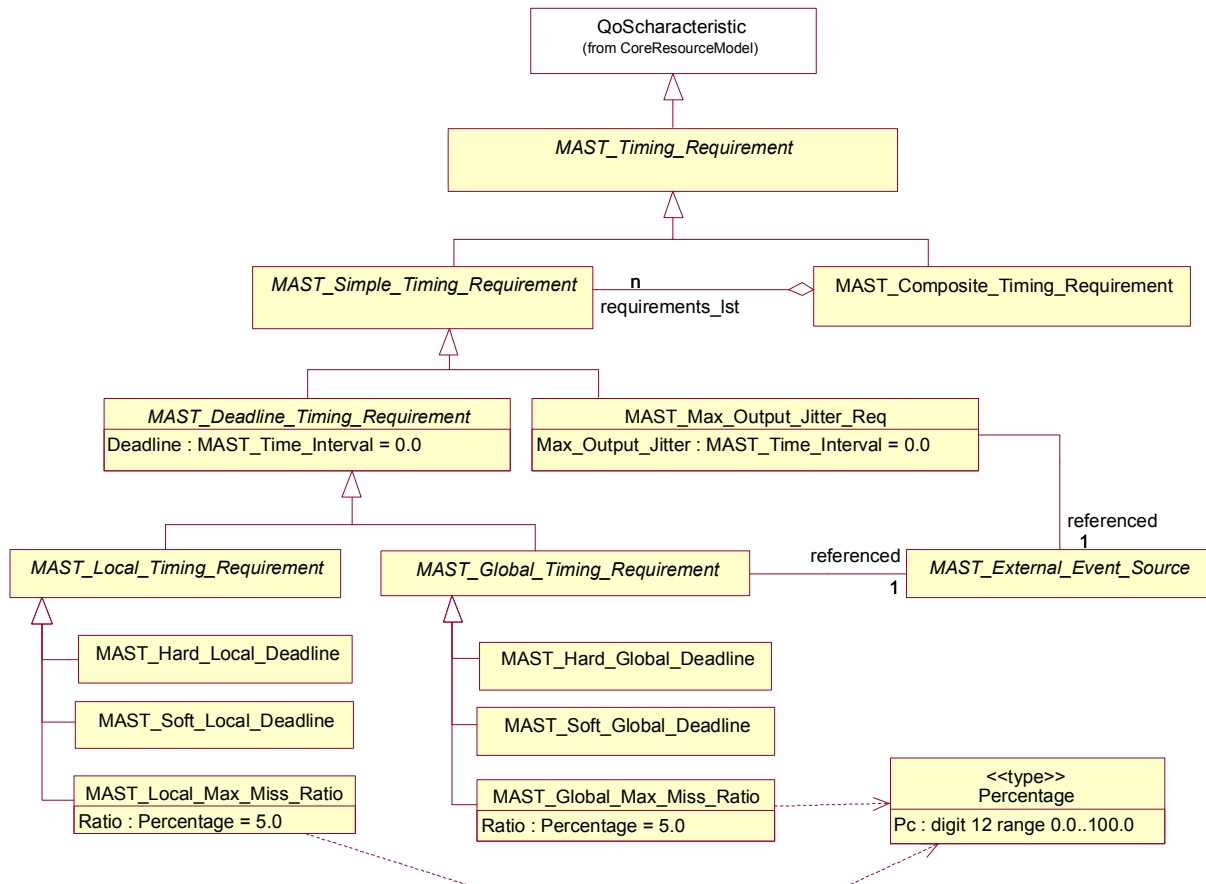 QoScharacteristic
(from CoreResourceModel)
MAST_Timing_Requirement
MAST_Simple_Timing_Requirement
n
requirements_lst
MAST_Composite_Timing_Requirement
MAST_Deadline_Timing_Requirement
Deadline : MAST_Time_Interval = 0.0
MAST_Max_Output_Jitter_Req
Max_Output_Jitter : MAST_Time_Interval = 0.0
referenced
1
MAST_Local_Timing_Requirement
MAST_Global_Timing_Requirement
referenced
1
MAST_External_Event_Source
MAST_Hard_Local_Deadline
MAST_Hard_Global_Deadline
MAST_Soft_Local_Deadline
MAST_Soft_Global_Deadline
MAST_Local_Max_Miss_Ratio
Ratio : Percentage = 5.0
MAST_Global_Max_Miss_Ratio
Ratio : Percentage = 5.0
<<type>>
Percentage
Pc : digit 12 range 0.0..100.0